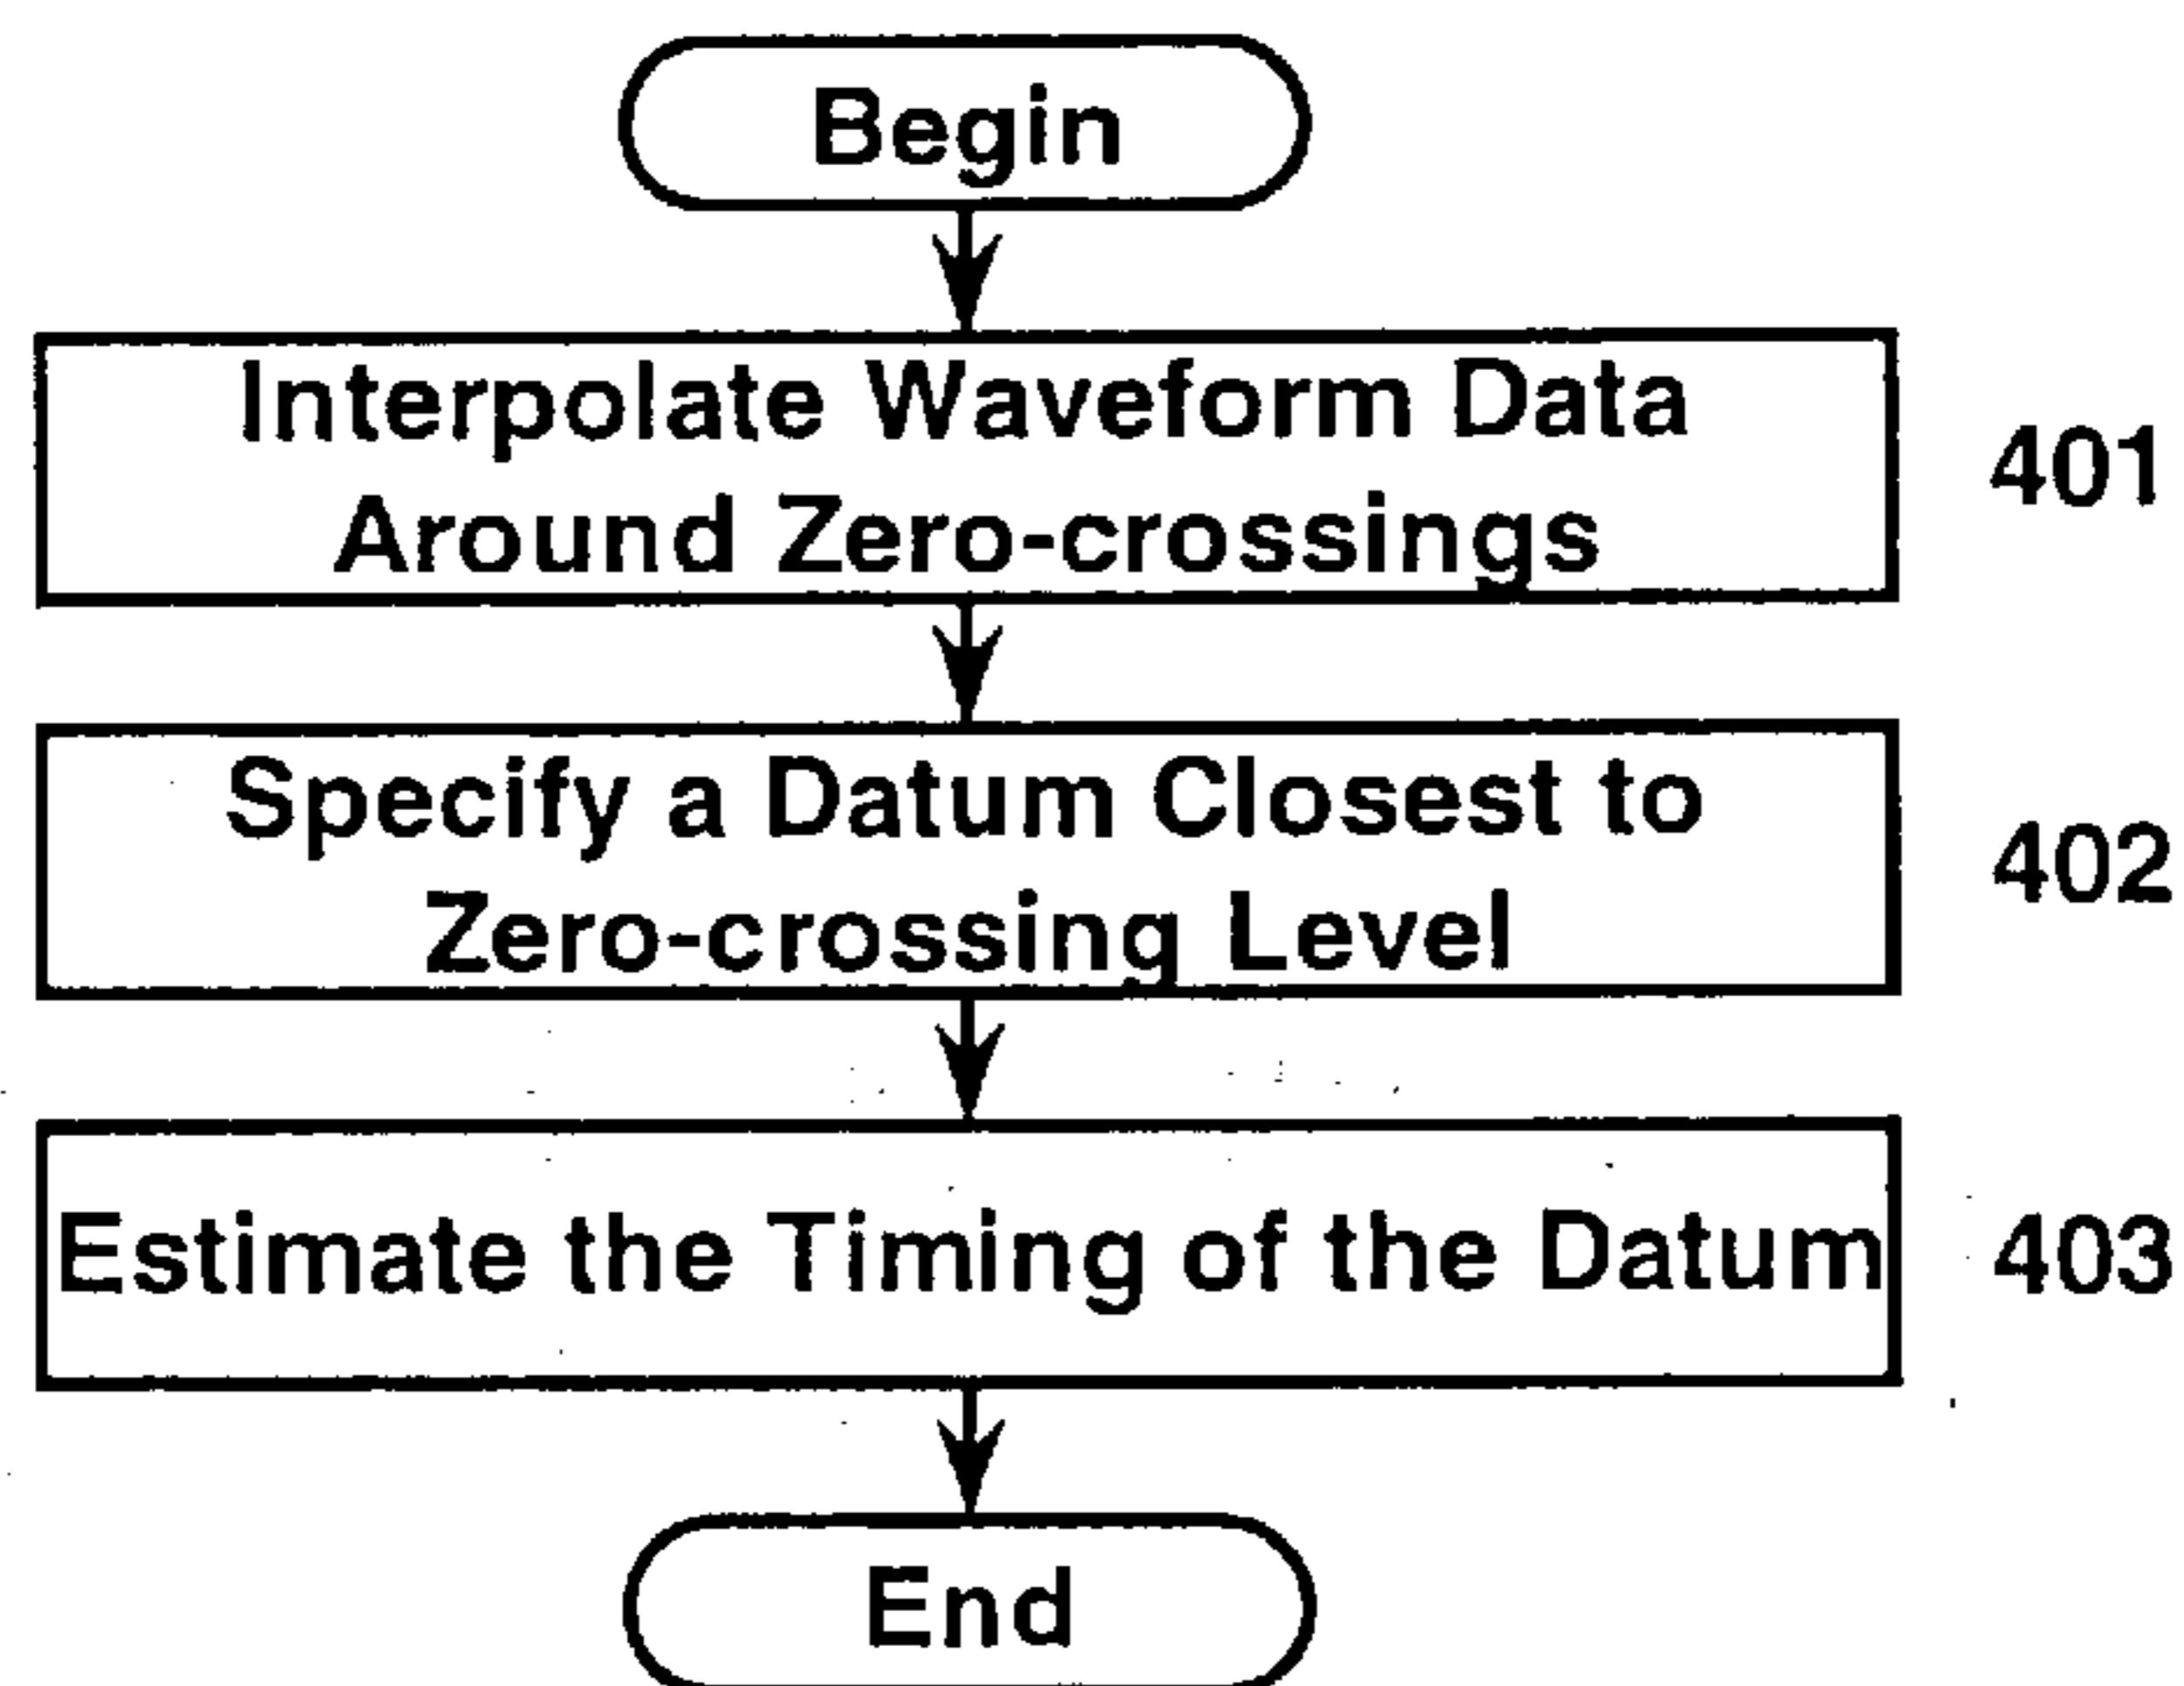 Begin
Interpolate Waveform Data
Around Zero-crossings
401
Specify a Datum Closest to
Zero-crossing Level
402
Estimate the Timing of the Datum
403
End